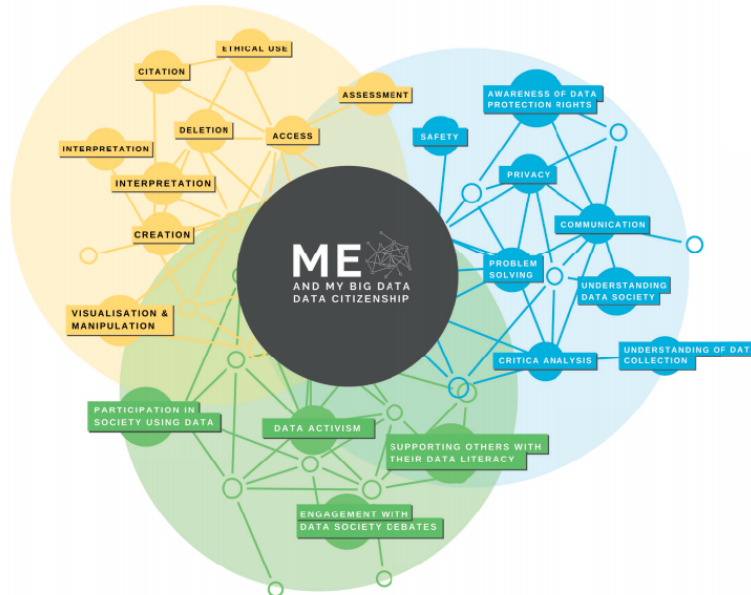 ETHICAL USE
CITATION
ASSESSMENT
DELETION
ACCESS
INTERPRETATION
INTERPRETATION
CREATION
VISUALISATION &
MANIPULATION
AWARENESS OF DATA
PROTECTION RIGHTS
SAFETY
PRIVACY
COMMUNICATION
PROBLEM
SOLVING
UNDERSTANDING
DATA SOCIETY
CRITICA ANALYSIS
UNDERSTANDING OF DAT
COLLECTION
ME
AND MY BIG DATA
DATA CITIZENSHIP
PARTICIPATION IN
SOCIETY USING DATA
DATA ACTIVISM
SUPPORTING OTHERS WITH
THEIR DATA LITERACY
ENGAGEMENT WITH
DATA SOCIETY DEBATES